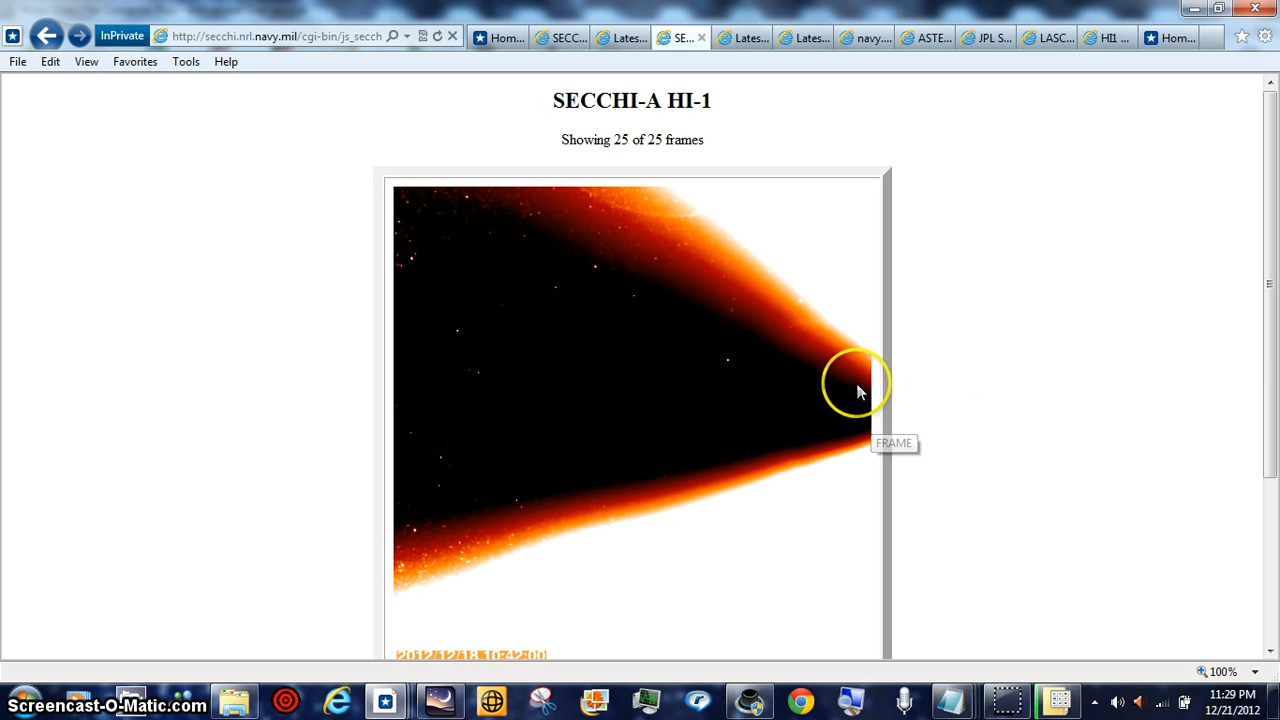 InPrivate http://secchi.nrl.navy.mil/cgi-bin/js_secch Hom... SECC... Lates... SE... Lates... Lates... navy.... ASTE... JPL S... LASC... HI1 ... Hom...
File Edit View Favorites Tools Help
SECCHI-A HI-1
Showing 25 of 25 frames
FRAME
2012/12/18 10:42:00
100%
Screencast-O-Matic.com
11:29 PM
12/21/2012